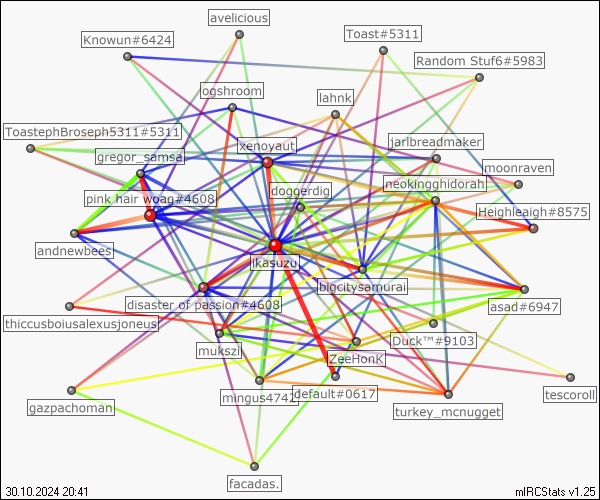 avelicious
Knowun#6424
Toast#5311
Random Stuf6#5983
ogshroom
lahnk
ToastephBroseph5311#5311
xenoyaut
jarlbreadmaker
gregor_samsa
moonraven
doggerdig
neokingghidorah
pink hair woag#4608
Heighleaigh#8575
andnewbees
ikasuzu
bigcitysamurai
disaster of passion#4608
asad#6947
thiccusboiusalexusjoneus
Duck™#9103
mukszi
ZeeHonK
mingus4742
default#0617
tescoroll
gazpachoman
turkey_mcnugget
facadas.
30.10.2024 20:41
mIRCStats v1.25